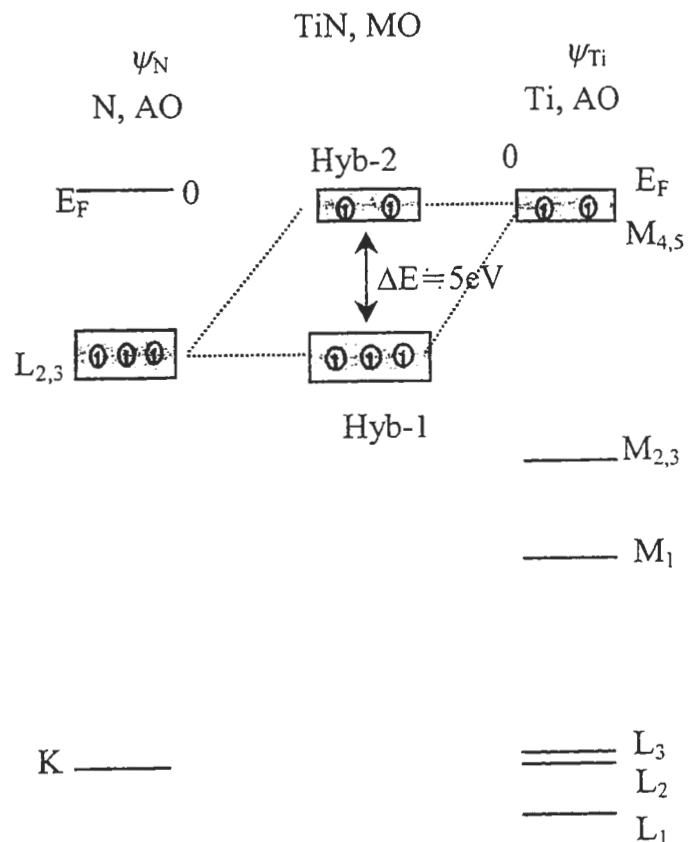 TiN, MO
ψN
ψTi
N, AO
Ti, AO
Hyb-2
0
EF
0
EF
M4,5
ΔE≒5eV
L2,3
Hyb-1
M2,3
M1
K
L3
L2
L1